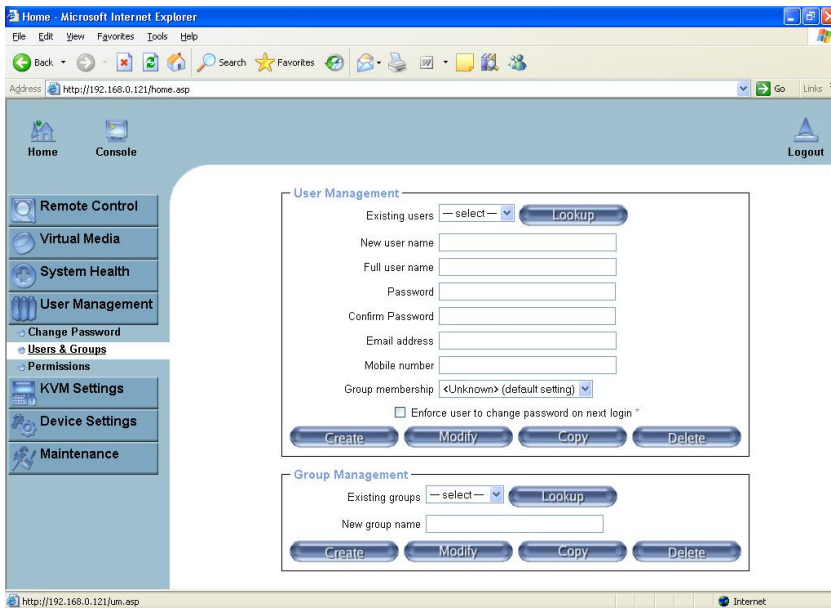 Home - Microsoft Internet Explorer
File Edit View Favorites Tools Help
Back Search Favorites
Address http://192.168.0.121/home.asp Go Links
Home Console Logout
Remote Control
Virtual Media
System Health
User Management
Change Password
Users & Groups
Permissions
KVM Settings
Device Settings
Maintenance
User Management
Existing users — select — Lookup
New user name
Full user name
Password
Confirm Password
Email address
Mobile number
Group membership <Unknown> (default setting)
Enforce user to change password on next login *
Create Modify Copy Delete
Group Management
Existing groups — select — Lookup
New group name
Create Modify Copy Delete
http://192.168.0.121/um.asp Internet